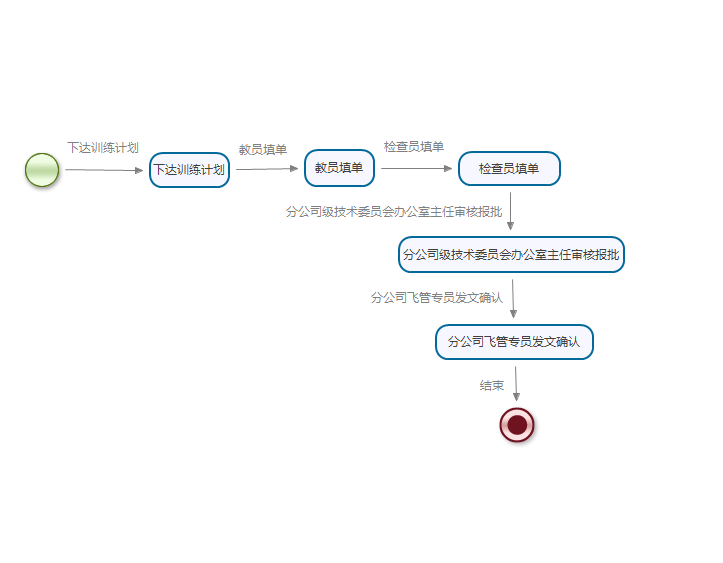 下达训练计划
下达训练计划
教员填单
教员填单
检查员填单
检查员填单
分公司级技术委员会办公室主任审核报批
分公司级技术委员会办公室主任审核报批
分公司飞管专员发文确认
分公司飞管专员发文确认
结束